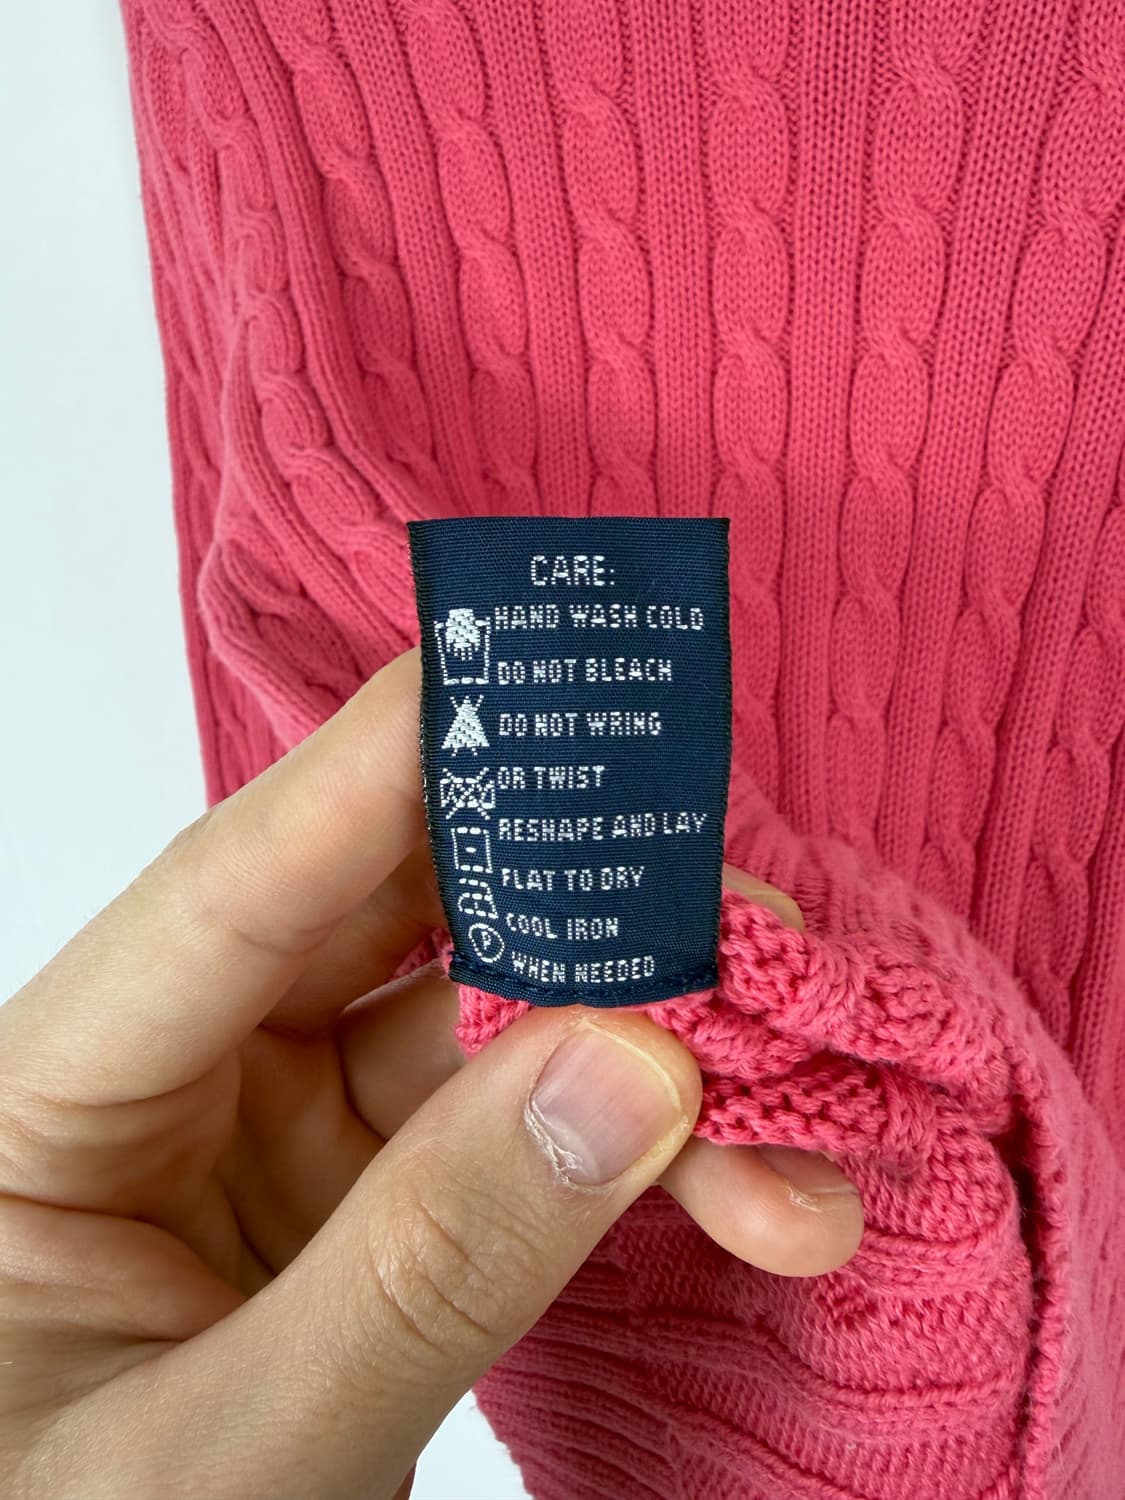 CARE:
HAND WASH COLD
DO NOT BLEACH
DO NOT WRING
OR TWIST
RESHAPE AND LAY
FLAT TO DRY
COOL IRON
P
WHEN NEEDED